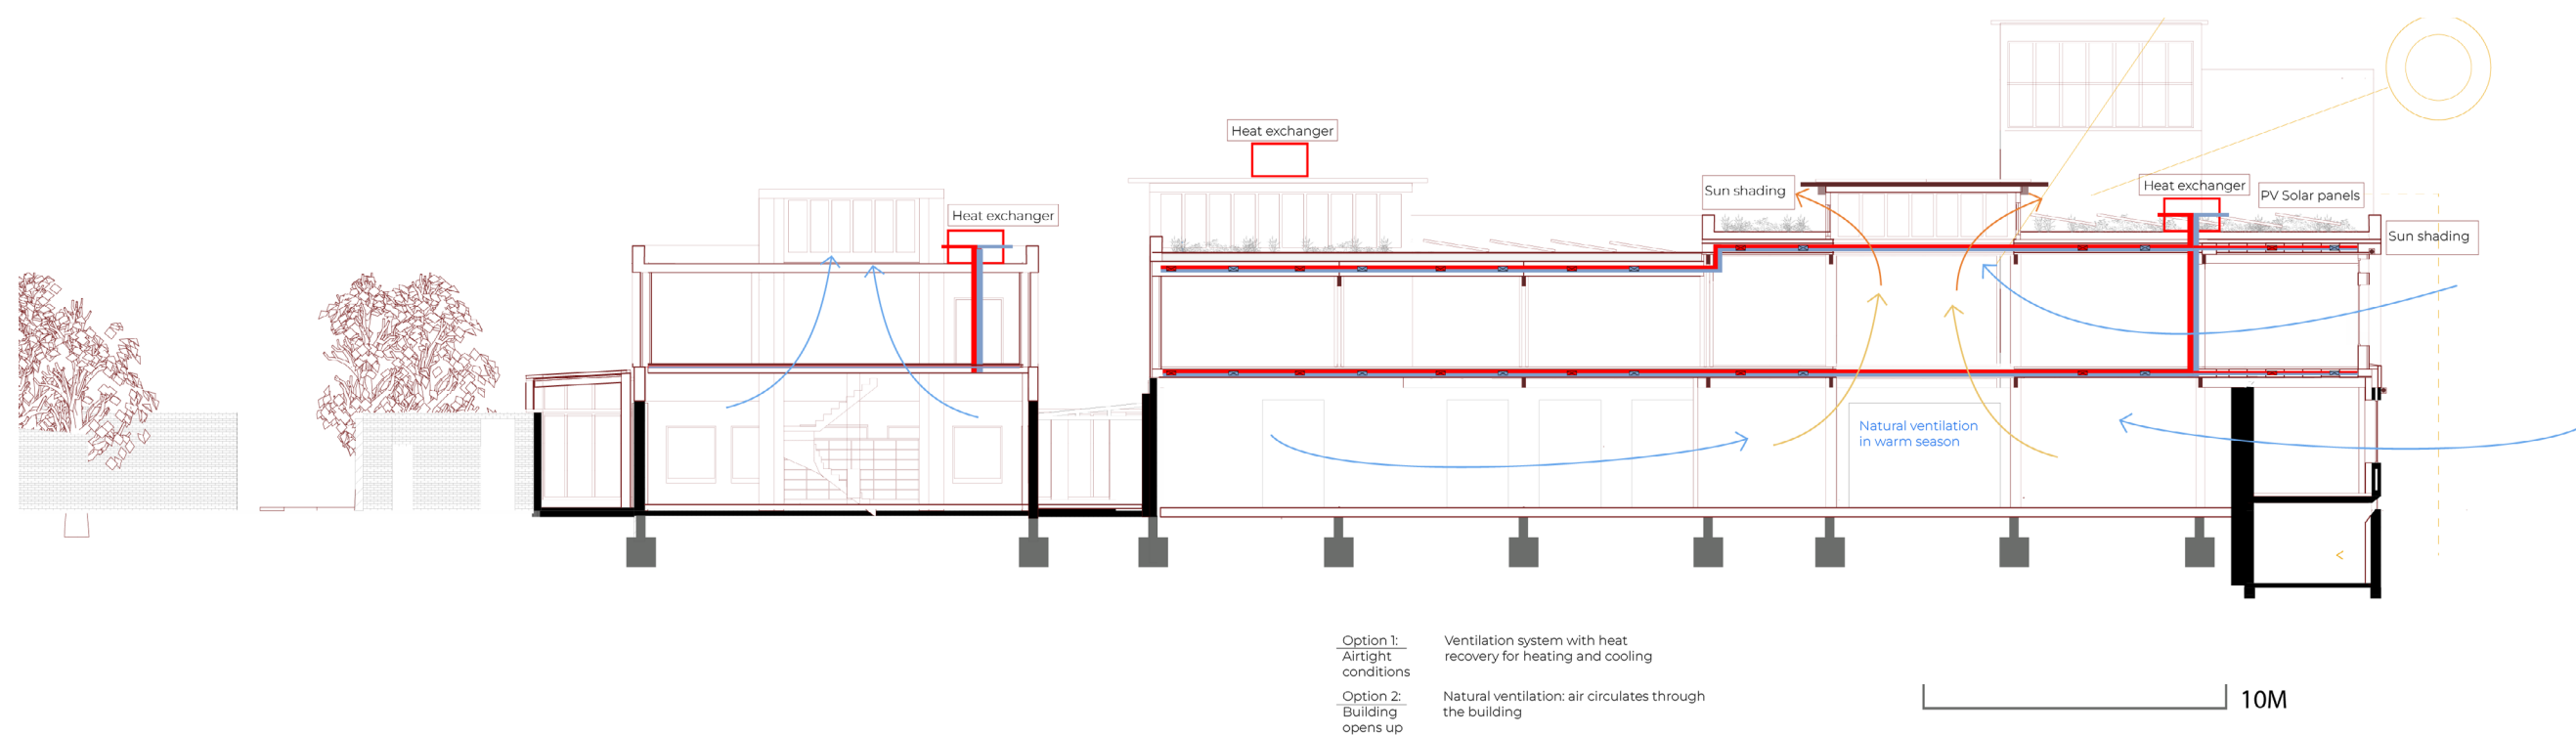 Heat exchanger
Sun shading
Heat exchanger
PV Solar panels
Heat exchanger
Sun shading
Natural ventilation
in warm season
Option 1:
Airtight
conditions
Ventilation system with heat
recovery for heating and cooling
Option 2:
Building
opens up
Natural ventilation: air circulates through
the building
10M